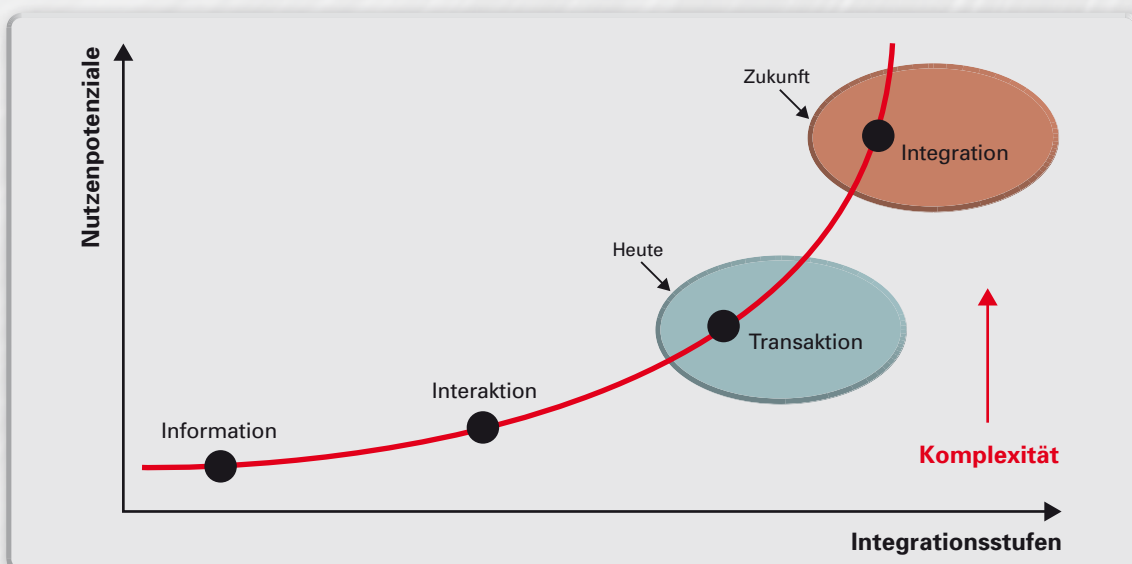 Nutzenpotenziale
Zukunft
Integration
Heute
Transaktion
Interaktion
Information
Komplexität
Integrationsstufen